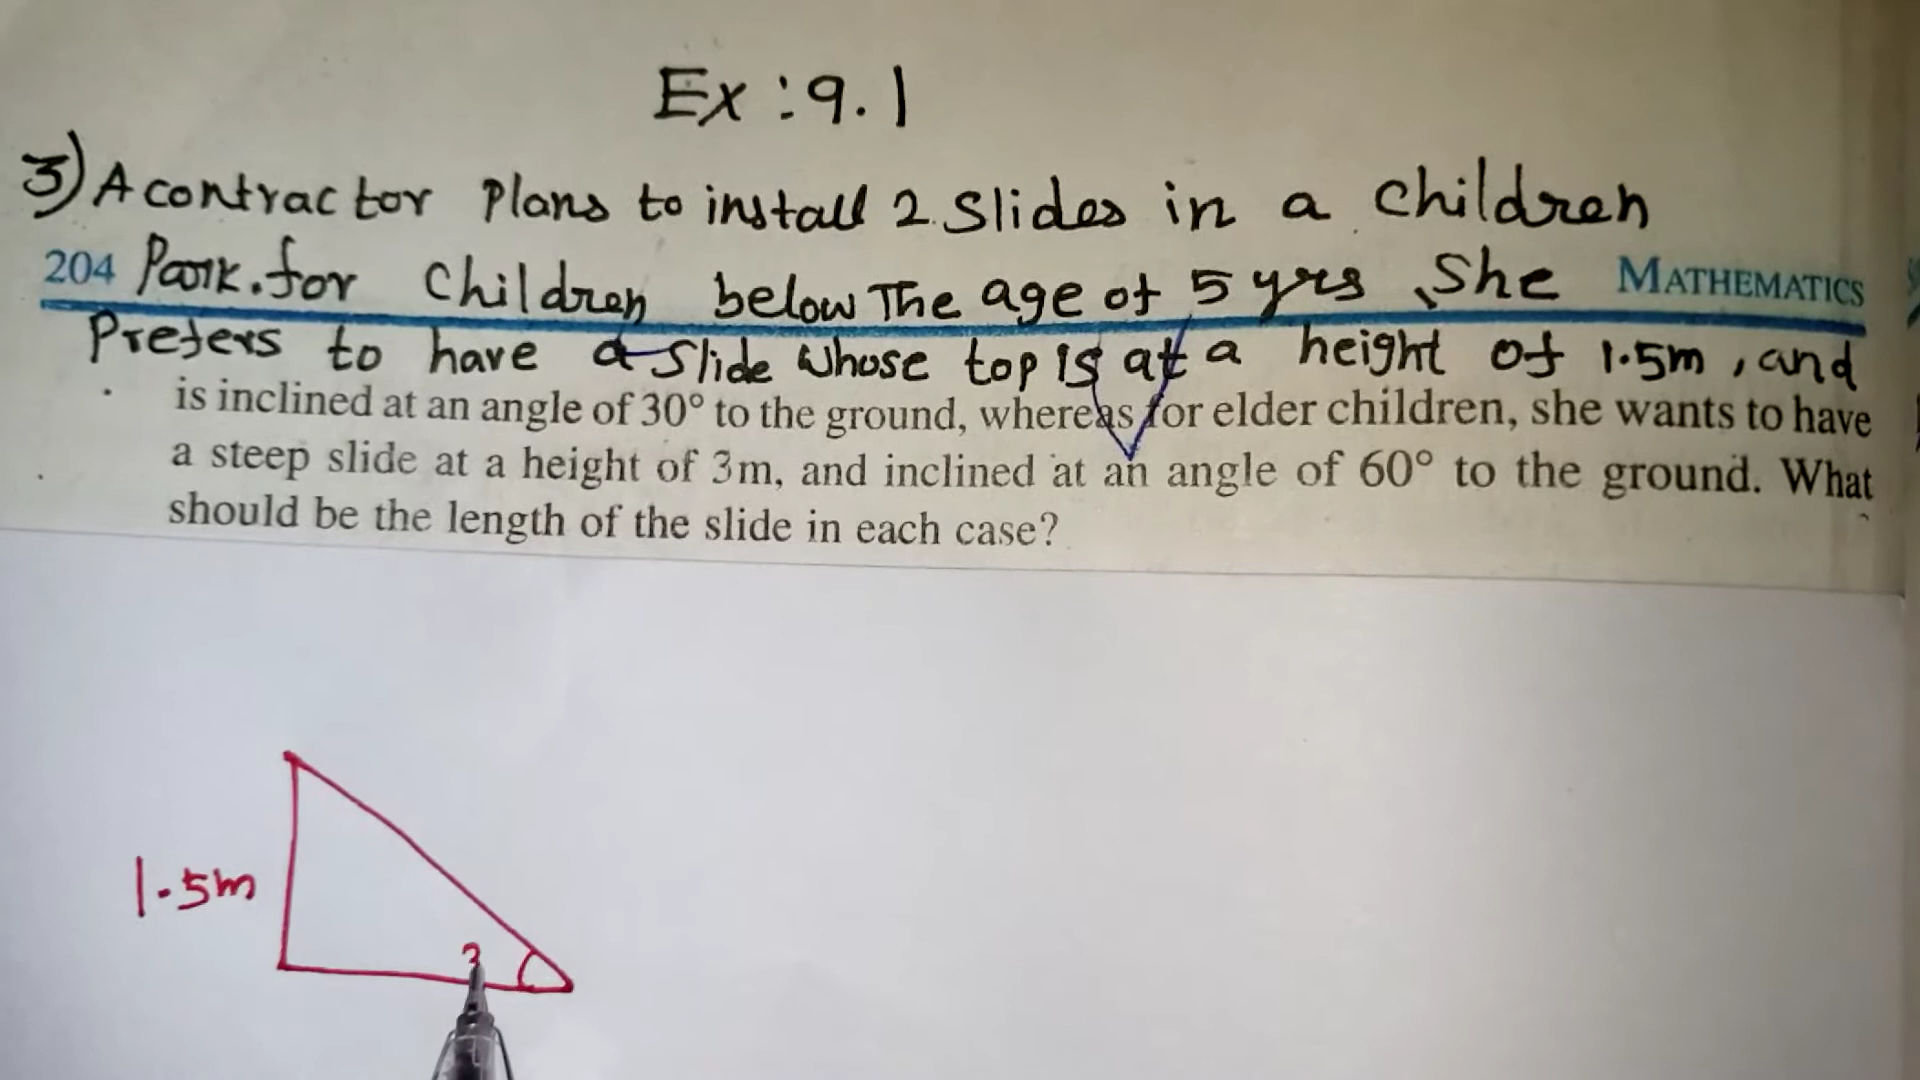 Ex : 9.1
3) A contractor Plans to install 2 Slides in a children
204 Park. for Children below The age of 5 yrs, She MATHEMATICS
Prefers to have a slide whose top is at a height of 1.5m, and
is inclined at an angle of 30° to the ground, whereas for elder children, she wants to have
a steep slide at a height of 3m, and inclined at an angle of 60° to the ground. What
should be the length of the slide in each case?
1.5m
3